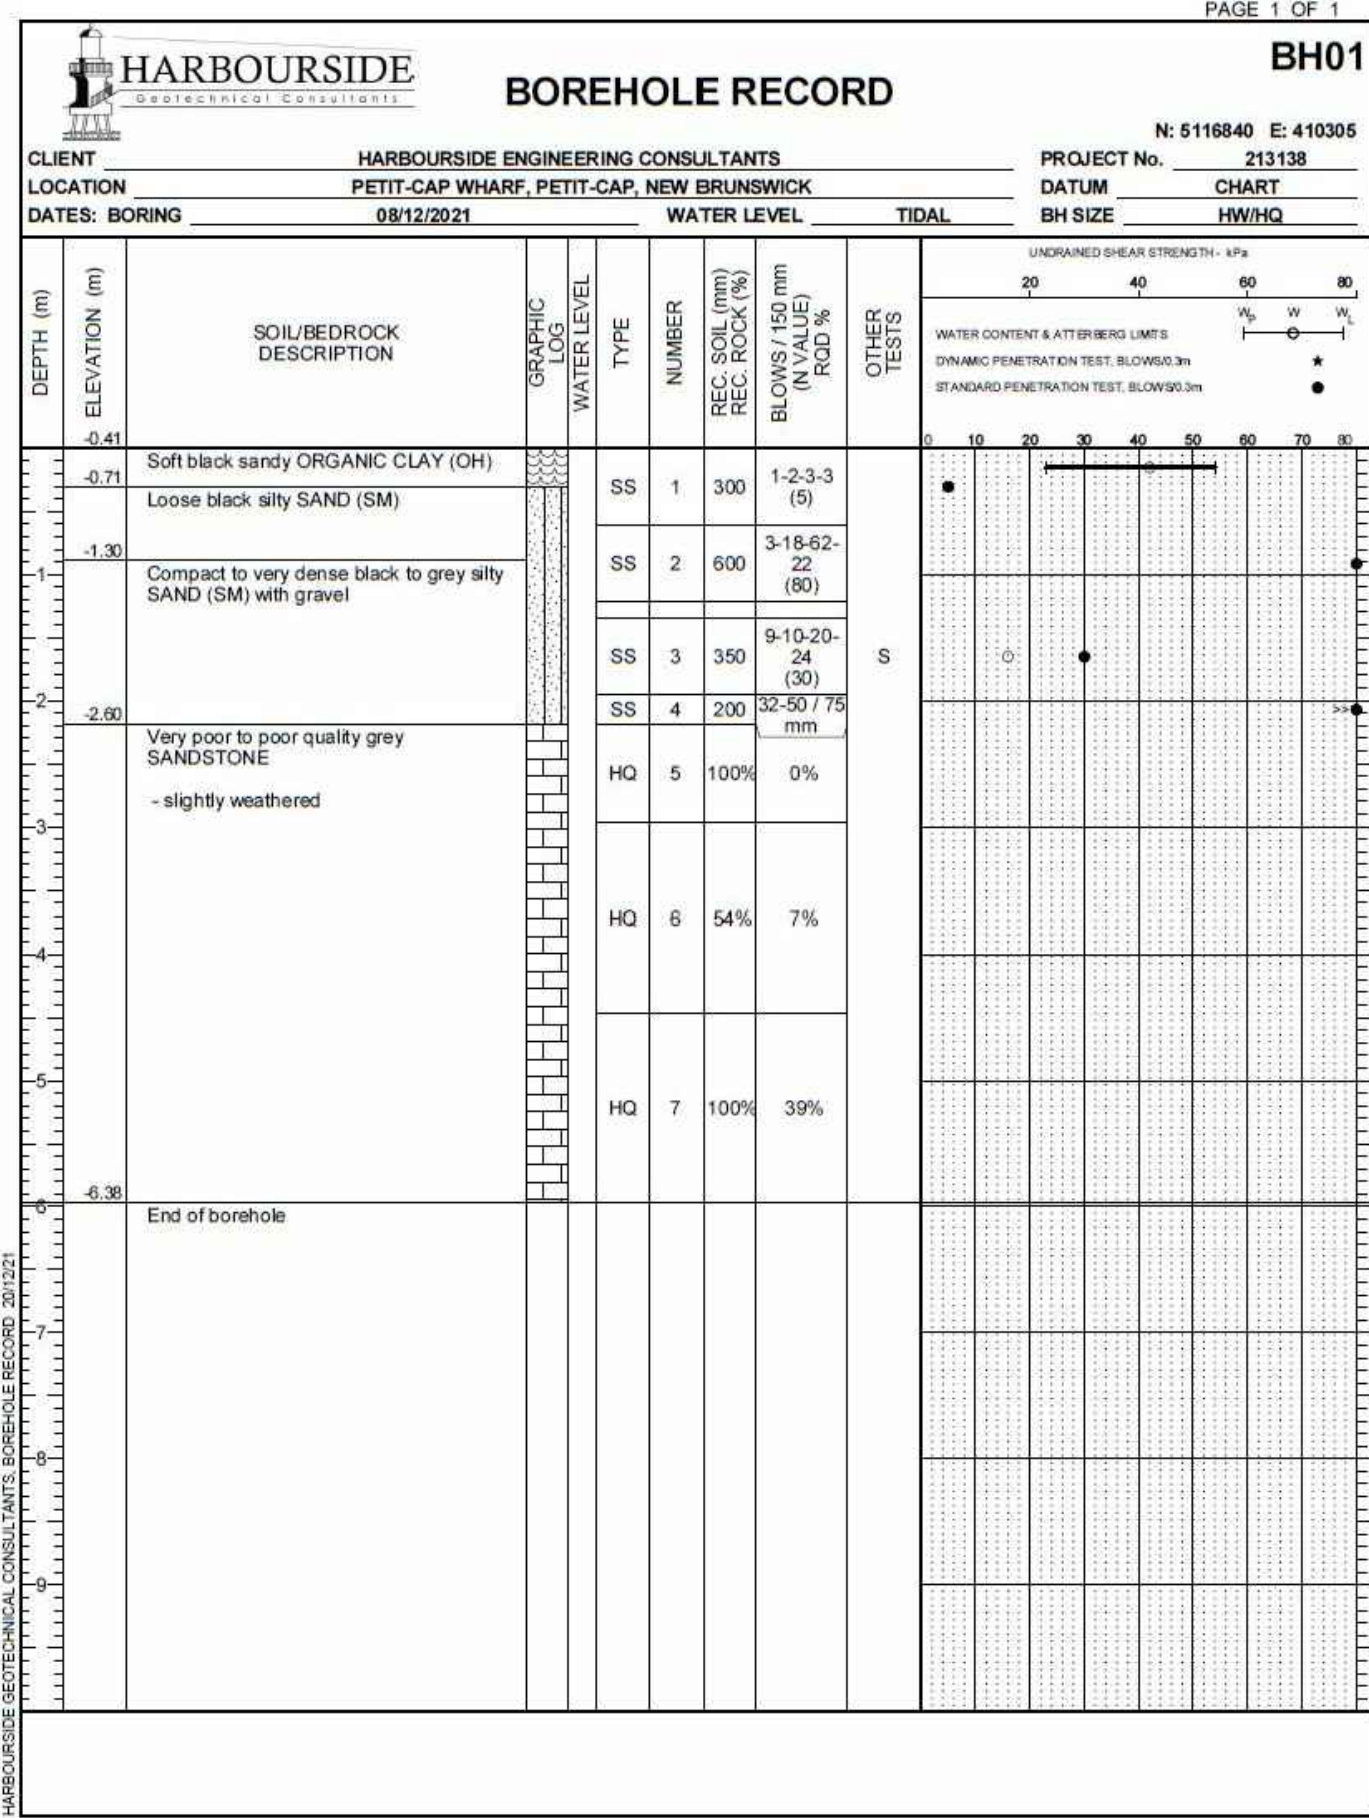 PAGE 1 OF 1
HARBOURSIDE
Geotechnical Consultants
BOREHOLE RECORD
BH01
N: 5116840 E: 410305
CLIENT HARBOURSIDE ENGINEERING CONSULTANTS PROJECT No. 213138
LOCATION PETIT-CAP WHARF, PETIT-CAP, NEW BRUNSWICK DATUM CHART
DATES: BORING 08/12/2021 WATER LEVEL TIDAL BH SIZE HW/HQ
DEPTH (m)
ELEVATION (m)
SOIL/BEDROCK
DESCRIPTION
GRAPHIC
LOG
WATER LEVEL
TYPE
NUMBER
REC. SOIL (mm)
REC. ROCK (%)
BLOWS / 150 mm
(N VALUE)
RQD %
OTHER
TESTS
UNDRAINED SHEAR STRENGTH - kPa
20 40 60 80
WP W WL
WATER CONTENT & ATTERBERG LIMITS
DYNAMIC PENETRATION TEST, BLOWS/0.3m ★
STANDARD PENETRATION TEST, BLOWS/0.3m ●
0 10 20 30 40 50 60 70 80
-0.41
Soft black sandy ORGANIC CLAY (OH)
-0.71
Loose black silty SAND (SM)
SS 1 300 1-2-3-3
(5)
-1.30
SS 2 600 3-18-62-
22
(80)
1
Compact to very dense black to grey silty
SAND (SM) with gravel
SS 3 350 9-10-20-
24
(30)
S
2
-2.60
SS 4 200 32-50 / 75
mm
>>
Very poor to poor quality grey
SANDSTONE
- slightly weathered
HQ 5 100% 0%
3
HQ 6 54% 7%
4
5
HQ 7 100% 39%
-6.38
6
End of borehole
7
8
9
HARBOURSIDE GEOTECHNICAL CONSULTANTS, BOREHOLE RECORD 20/12/21